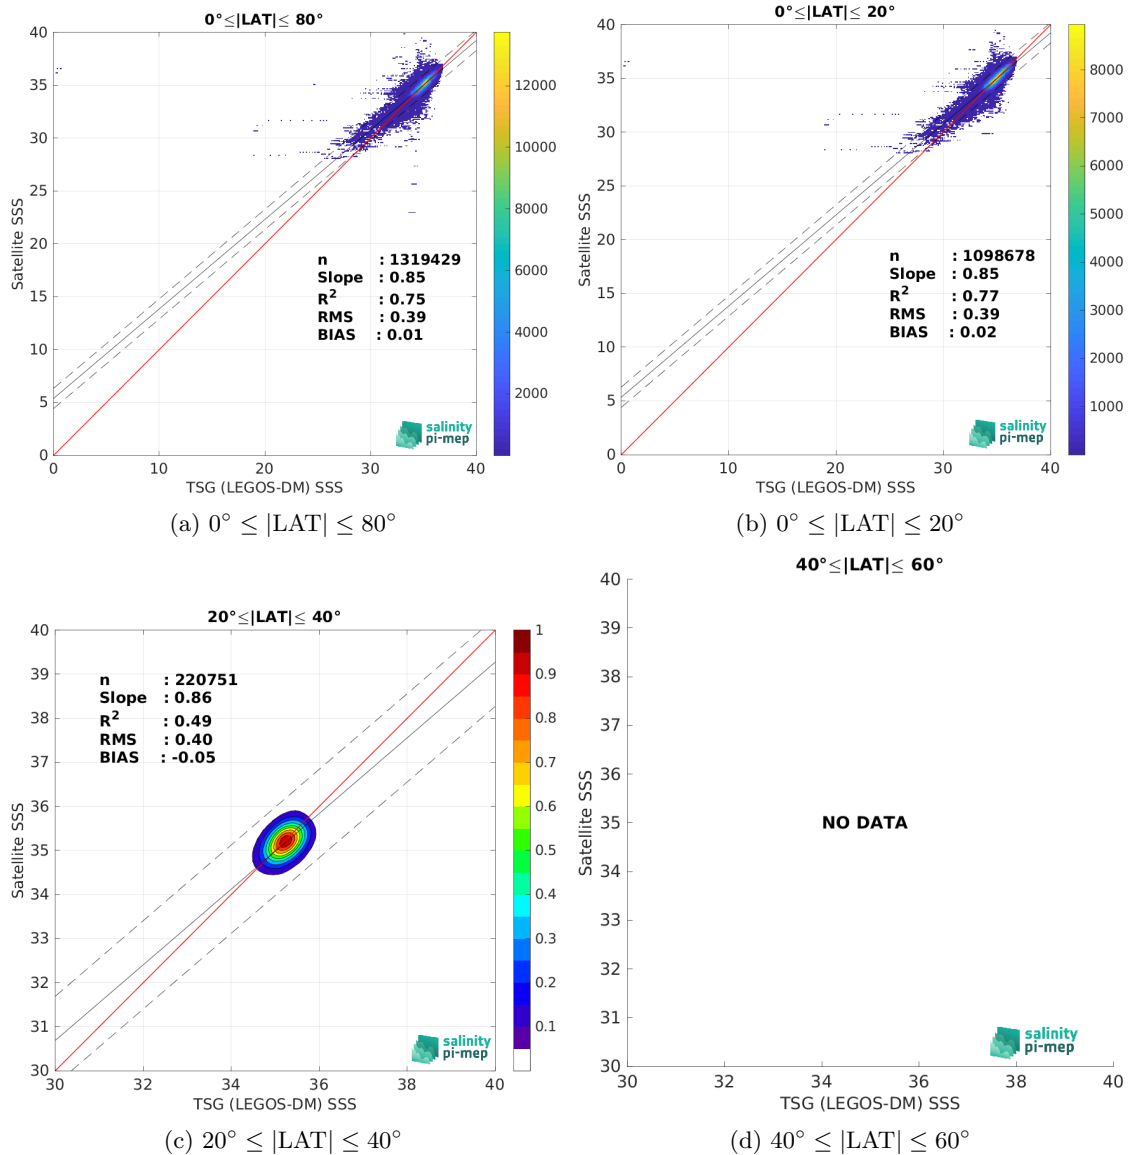 0°≤|LAT|≤ 80°
40
35
30
25
20
15
10
5
0
Satellite SSS
0
10
20
30
40
TSG (LEGOS-DM) SSS
n : 1319429
Slope : 0.85
R² : 0.75
RMS : 0.39
BIAS : 0.01
salinity
pi-mep
12000
10000
8000
6000
4000
2000
(a) 0° ≤ |LAT| ≤ 80°
0°≤|LAT|≤ 20°
40
35
30
25
20
15
10
5
0
Satellite SSS
0
10
20
30
40
TSG (LEGOS-DM) SSS
n : 1098678
Slope : 0.85
R² : 0.77
RMS : 0.39
BIAS : 0.02
salinity
pi-mep
8000
7000
6000
5000
4000
3000
2000
1000
(b) 0° ≤ |LAT| ≤ 20°
20°≤|LAT|≤ 40°
40
39
38
37
36
35
34
33
32
31
30
Satellite SSS
30
32
34
36
38
40
TSG (LEGOS-DM) SSS
n : 220751
Slope : 0.86
R² : 0.49
RMS : 0.40
BIAS : -0.05
salinity
pi-mep
1
0.9
0.8
0.7
0.6
0.5
0.4
0.3
0.2
0.1
(c) 20° ≤ |LAT| ≤ 40°
40°≤|LAT|≤ 60°
40
39
38
37
36
35
34
33
32
31
30
Satellite SSS
30
32
34
36
38
40
TSG (LEGOS-DM) SSS
NO DATA
salinity
pi-mep
(d) 40° ≤ |LAT| ≤ 60°